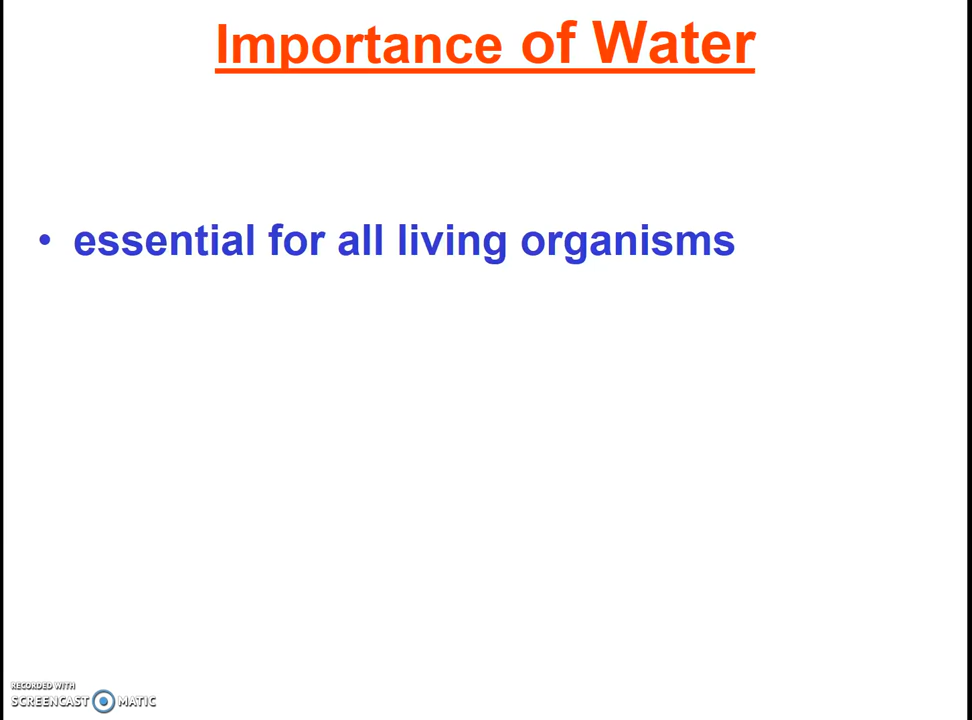 Importance of Water
• essential for all living organisms
RECORDED WITH
SCREENCAST MATIC